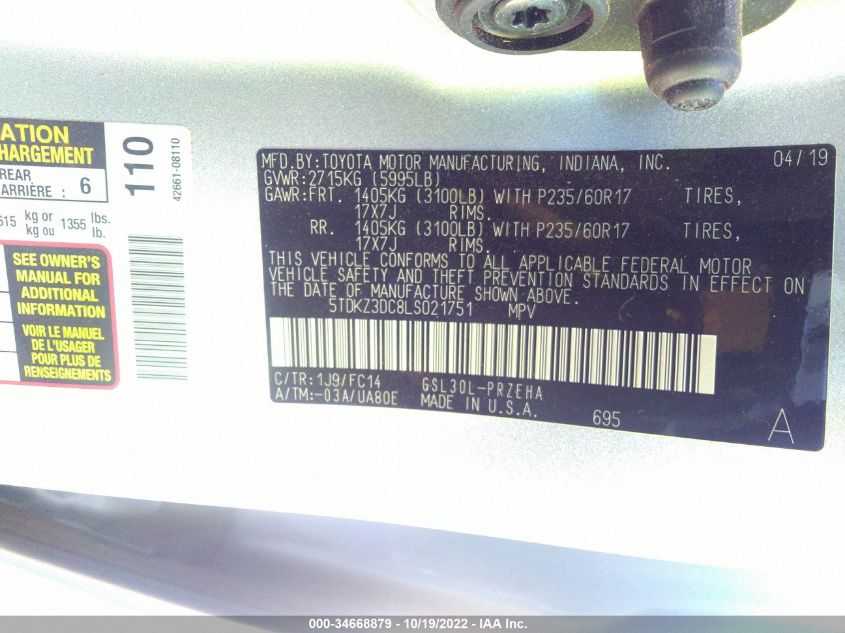 ATION
CHARGEMENT
REAR
ARRIÈRE : 6
615 kg or 1355 lbs.
kg ou lb.
SEE OWNER'S
MANUAL FOR
ADDITIONAL
INFORMATION
VOIR LE MANUEL
DE L'USAGER
POUR PLUS DE
RENSEIGNEMENTS
110
42661-08110
MFD.BY:TOYOTA MOTOR MANUFACTURING, INDIANA, INC. 04/19
GVWR:2715KG (5995LB)
GAWR:FRT. 1405KG (3100LB) WITH P235/60R17 TIRES,
17X7J RIMS.
RR. 1405KG (3100LB) WITH P235/60R17 TIRES,
17X7J RIMS.
THIS VEHICLE CONFORMS TO ALL APPLICABLE FEDERAL MOTOR
VEHICLE SAFETY AND THEFT PREVENTION STANDARDS IN EFFECT ON
THE DATE OF MANUFACTURE SHOWN ABOVE.
5TDKZ3DC8LS021751 MPV
C/TR:1J9/FC14 GSL30L-PRZEHA
A/TM:-03A/UA80E MADE IN U.S.A.
695
A
000-34668879 - 10/19/2022 - IAA Inc.